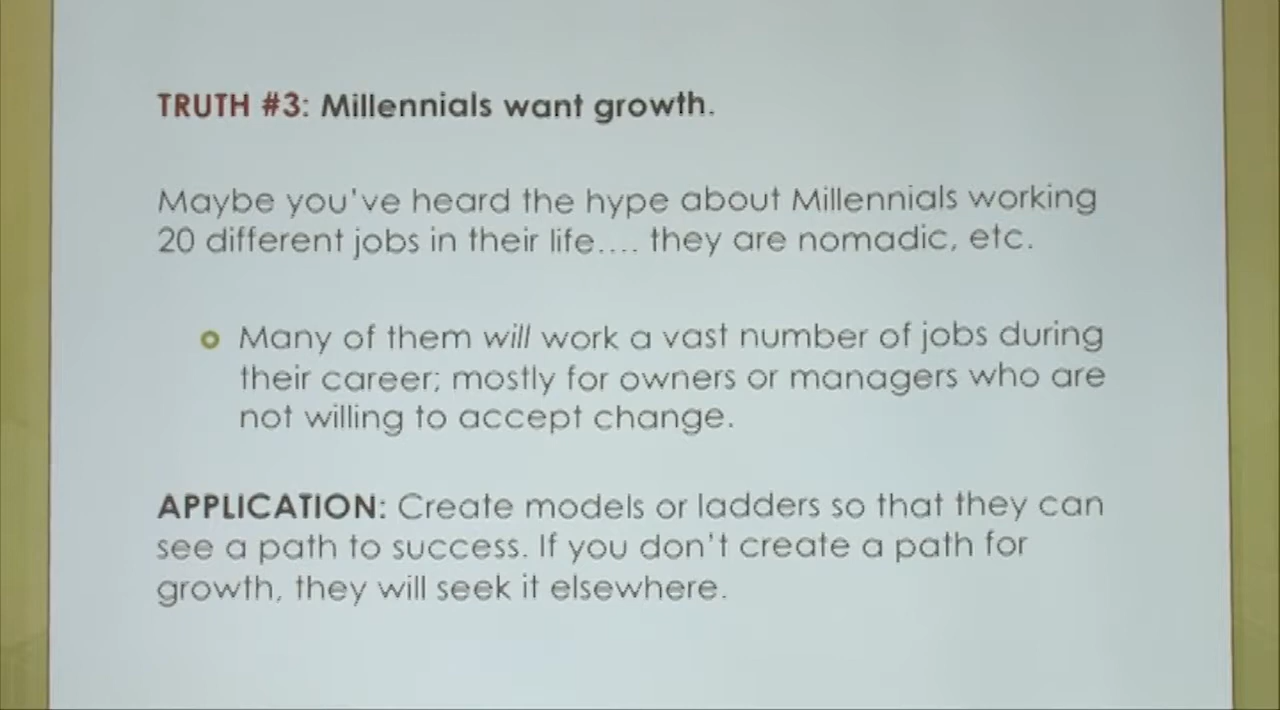 TRUTH #3: Millennials want growth.
Maybe you've heard the hype about Millennials working
20 different jobs in their life.... they are nomadic, etc.
Many of them will work a vast number of jobs during
their career; mostly for owners or managers who are
not willing to accept change.
APPLICATION: Create models or ladders so that they can
see a path to success. If you don't create a path for
growth, they will seek it elsewhere.